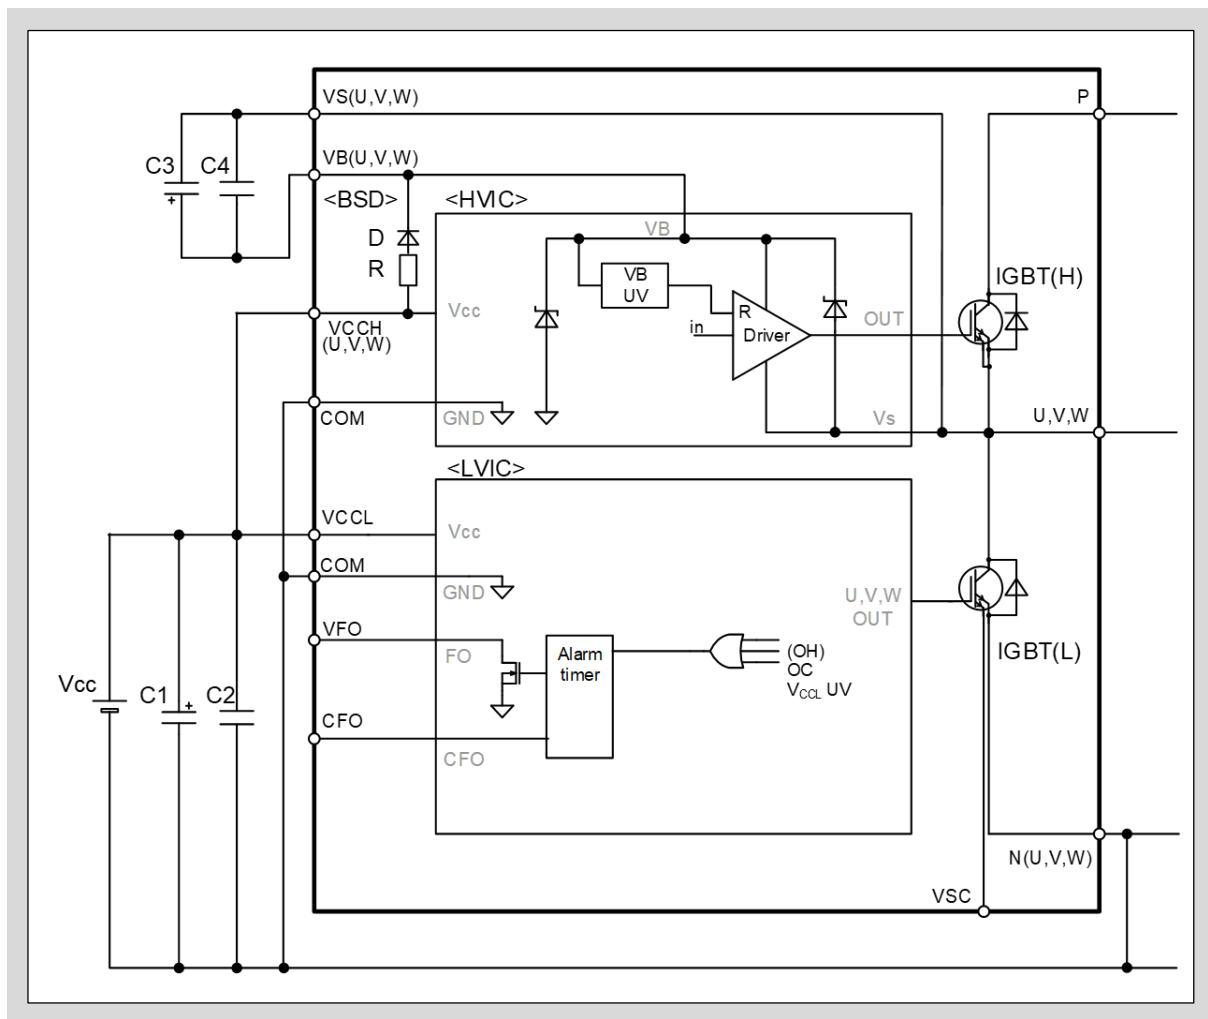 VS(U,V,W)
P
C3
C4
VB(U,V,W)
<BSD>
<HVIC>
VB
D
R
VB
UV
IGBT(H)
Vcc
VCCH
(U,V,W)
R
in
Driver
OUT
COM
GND
Vs
U,V,W
<LVIC>
VCCL
Vcc
COM
GND
U,V,W
OUT
VFO
FO
Alarm
timer
(OH)
OC
VCCL UV
IGBT(L)
Vcc
C1
C2
CFO
CFO
N(U,V,W)
VSC